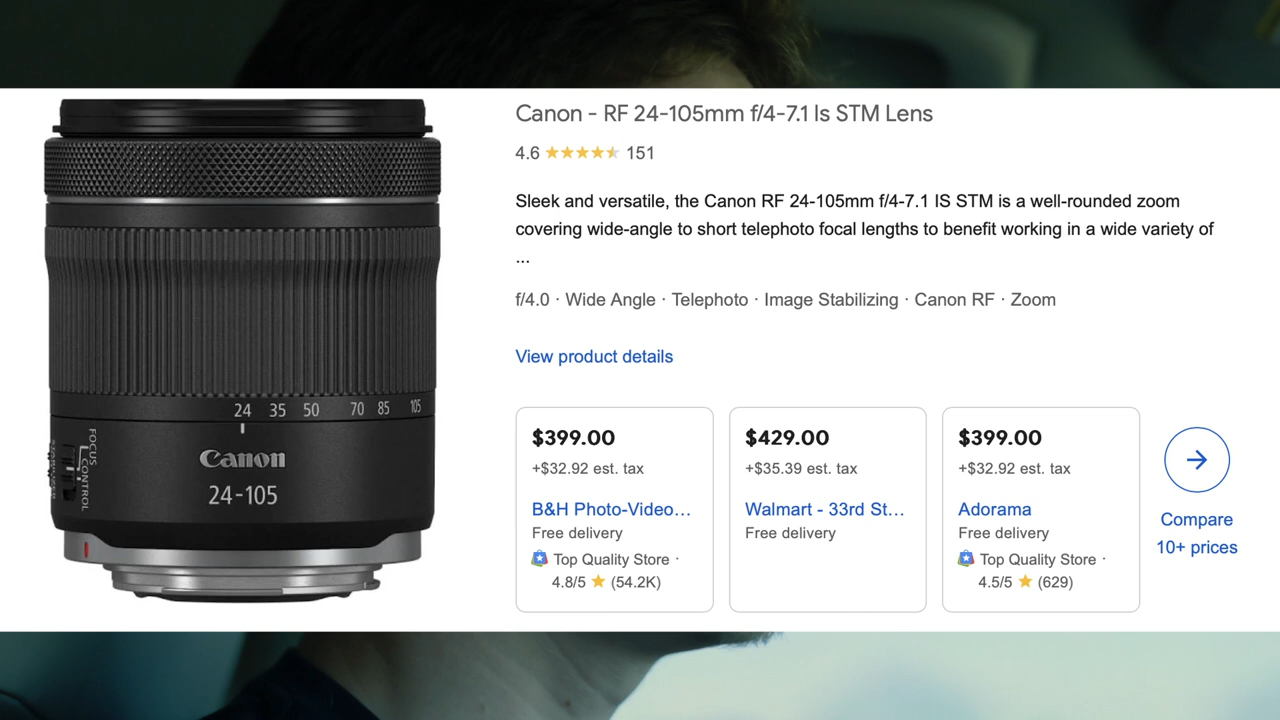 Canon - RF 24-105mm f/4-7.1 Is STM Lens
4.6 ★★★★★ 151
Sleek and versatile, the Canon RF 24-105mm f/4-7.1 IS STM is a well-rounded zoom
covering wide-angle to short telephoto focal lengths to benefit working in a wide variety of
...
f/4.0 · Wide Angle · Telephoto · Image Stabilizing · Canon RF · Zoom
View product details
$399.00
+$32.92 est. tax
B&H Photo-Video...
Free delivery
Top Quality Store ·
4.8/5 ★ (54.2K)
$429.00
+$35.39 est. tax
Walmart - 33rd St...
Free delivery
$399.00
+$32.92 est. tax
Adorama
Free delivery
Top Quality Store ·
4.5/5 ★ (629)
Compare
10+ prices
24 35 50 70 85 105
Canon
24-105
FOCUS
CONTROL